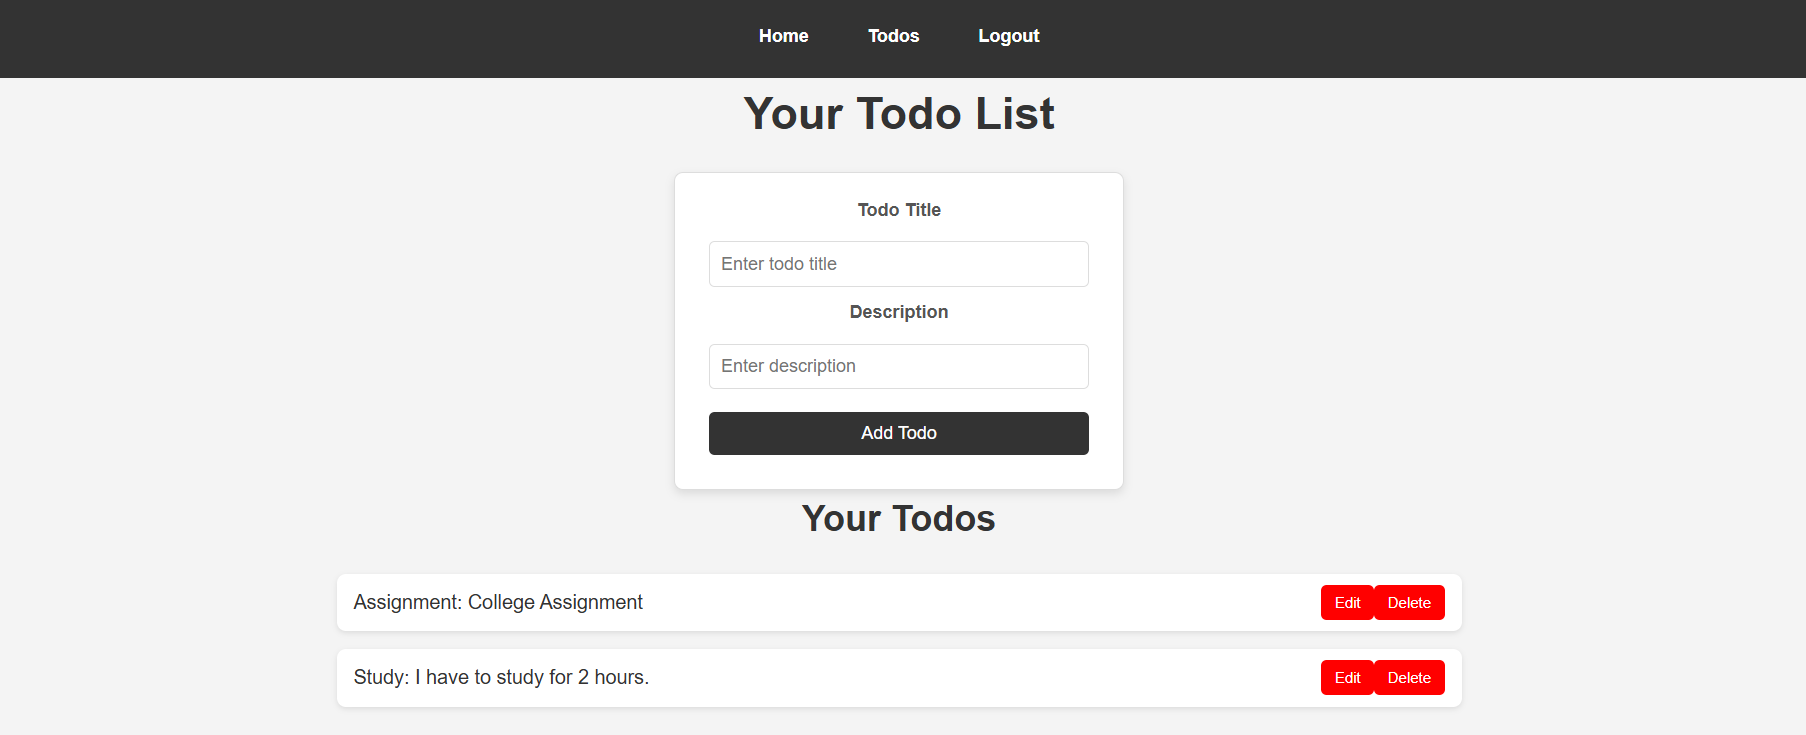 Home Todos Logout
Your Todo List
Todo Title
Enter todo title
Description
Enter description
Add Todo
Your Todos
Assignment: College Assignment Edit Delete
Study: I have to study for 2 hours. Edit Delete